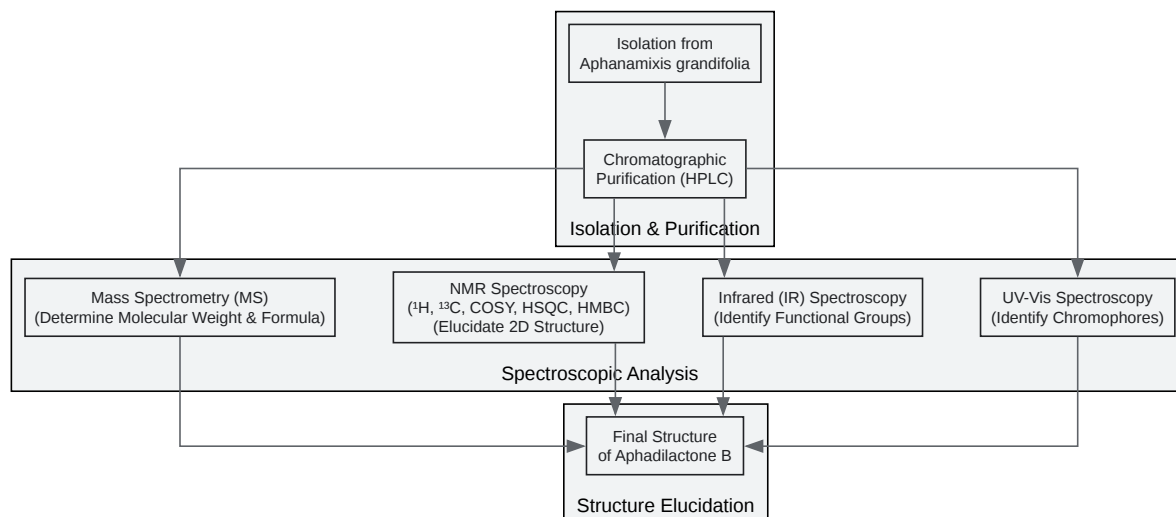 Isolation from
Aphanamixis grandifolia
Chromatographic
Purification (HPLC)
Isolation & Purification
Mass Spectrometry (MS)
(Determine Molecular Weight & Formula)
NMR Spectroscopy
(¹H, ¹³C, COSY, HSQC, HMBC)
(Elucidate 2D Structure)
Infrared (IR) Spectroscopy
(Identify Functional Groups)
UV-Vis Spectroscopy
(Identify Chromophores)
Spectroscopic Analysis
Final Structure
of Aphadilactone B
Structure Elucidation